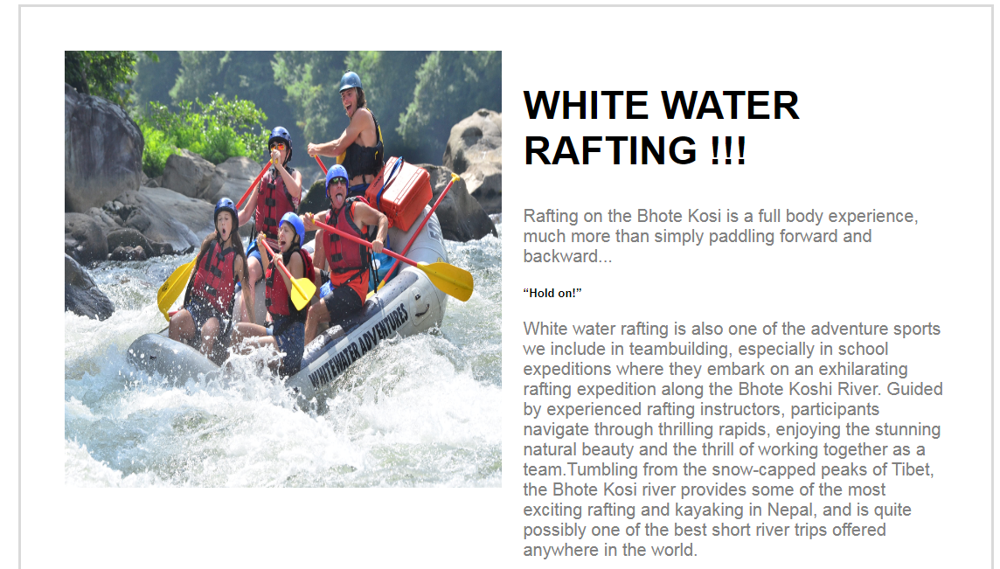 WHITEWATER ADVENTURES
WHITE WATER
RAFTING !!!
Rafting on the Bhote Kosi is a full body experience,
much more than simply paddling forward and
backward...
“Hold on!”
White water rafting is also one of the adventure sports
we include in teambuilding, especially in school
expeditions where they embark on an exhilarating
rafting expedition along the Bhote Koshi River. Guided
by experienced rafting instructors, participants
navigate through thrilling rapids, enjoying the stunning
natural beauty and the thrill of working together as a
team.Tumbling from the snow-capped peaks of Tibet,
the Bhote Kosi river provides some of the most
exciting rafting and kayaking in Nepal, and is quite
possibly one of the best short river trips offered
anywhere in the world.